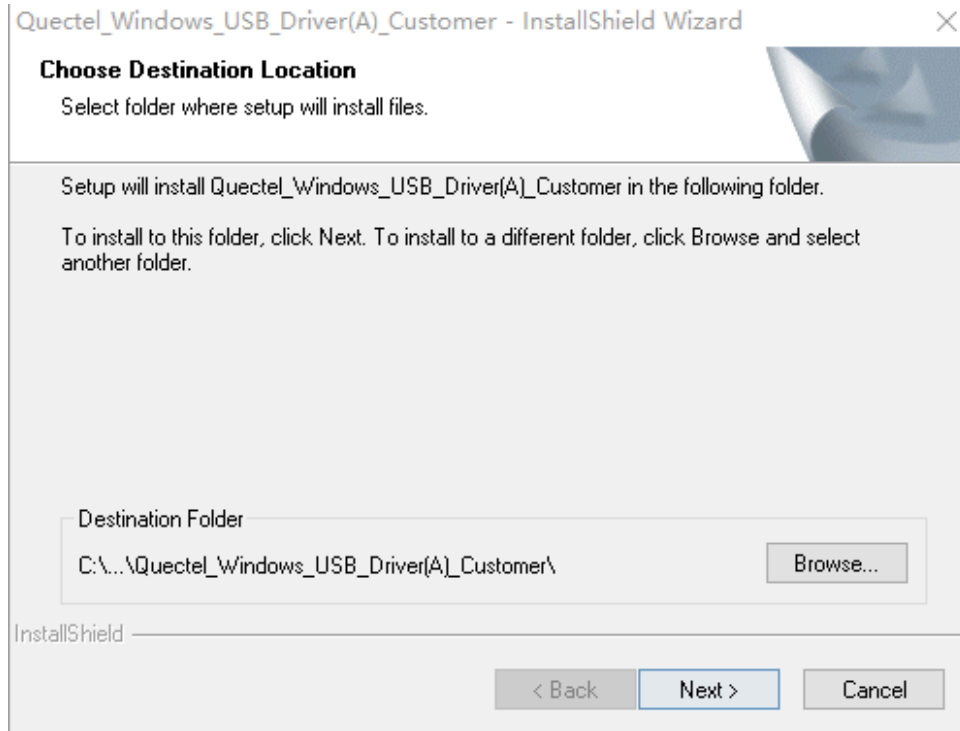 Quectel_Windows_USB_Driver(A)_Customer - InstallShield Wizard
Choose Destination Location
Select folder where setup will install files.
Setup will install Quectel_Windows_USB_Driver(A)_Customer in the following folder.
To install to this folder, click Next. To install to a different folder, click Browse and select
another folder.
Destination Folder
C:\...\Quectel_Windows_USB_Driver(A)_Customer\
Browse...
InstallShield
< Back
Next >
Cancel